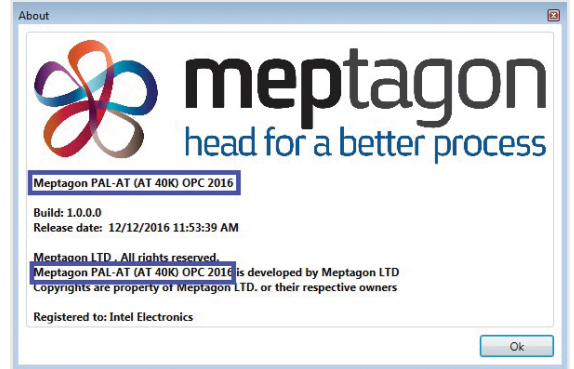 About
meptagon
head for a better process
Meptagon PAL-AT (AT 40K) OPC 2016
Build: 1.0.0.0
Release date: 12/12/2016 11:53:39 AM
Meptagon LTD . All rights reserved.
Meptagon PAL-AT (AT 40K) OPC 2016 is developed by Meptagon LTD
Copyrights are property of Meptagon LTD. or their respective owners
Registered to: Intel Electronics
Ok